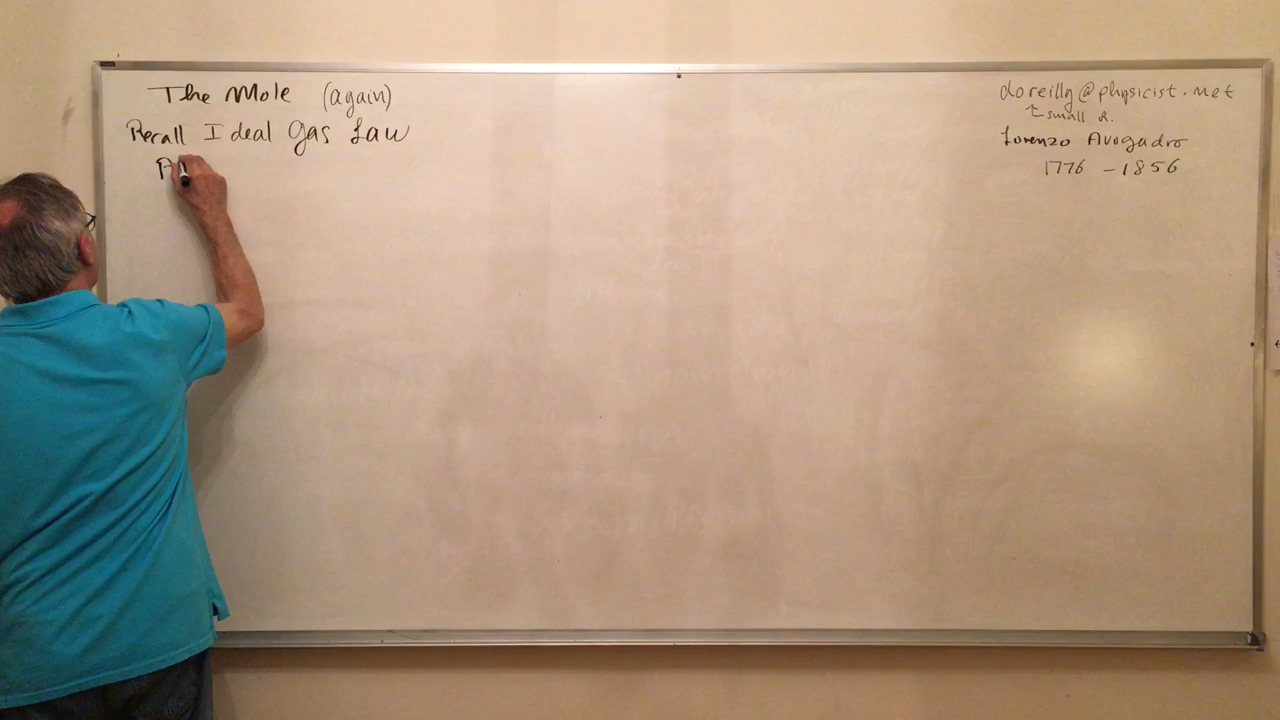 The Mole (again)
Recall Ideal Gas Law
P
doreilly@physicist.net
small d.
Lorenzo Avogadro
1776 - 1856